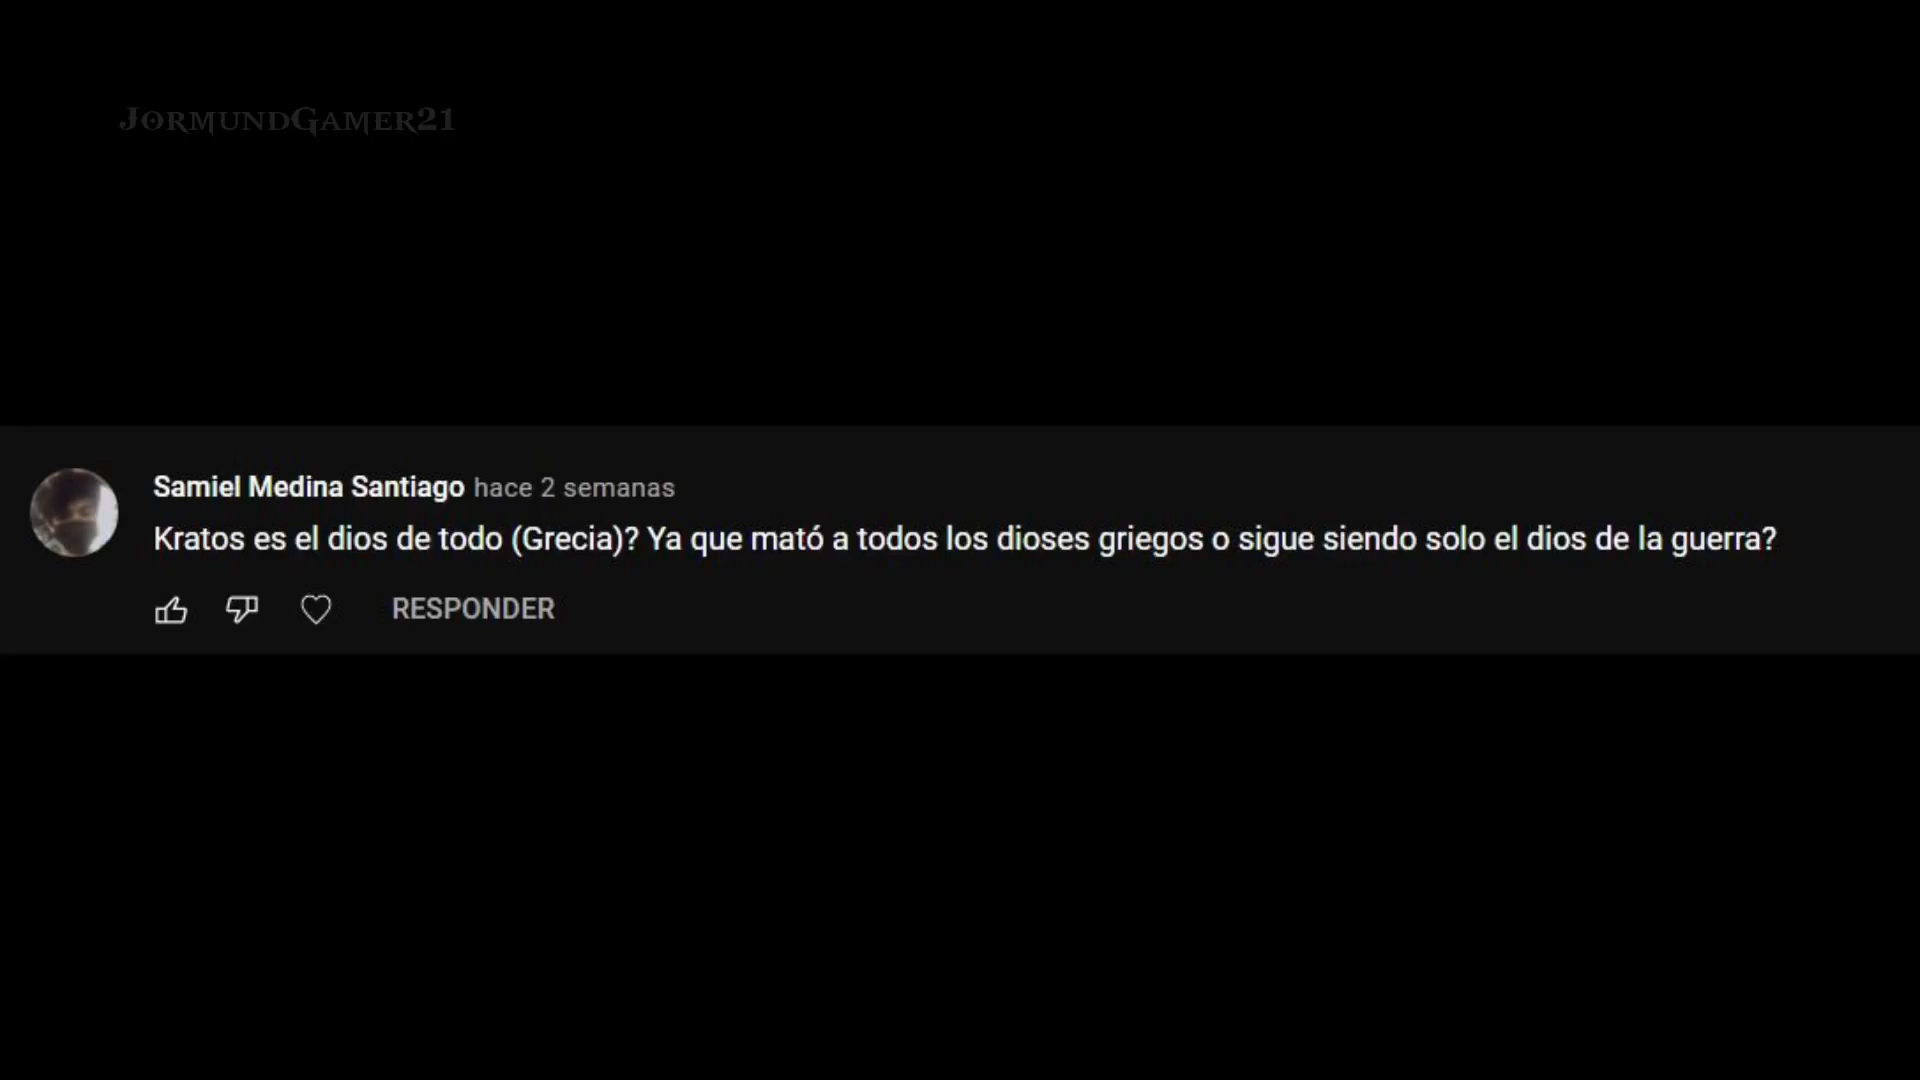 JormundGamer21
Samiel Medina Santiago hace 2 semanas
Kratos es el dios de todo (Grecia)? Ya que mató a todos los dioses griegos o sigue siendo solo el dios de la guerra?
RESPONDER